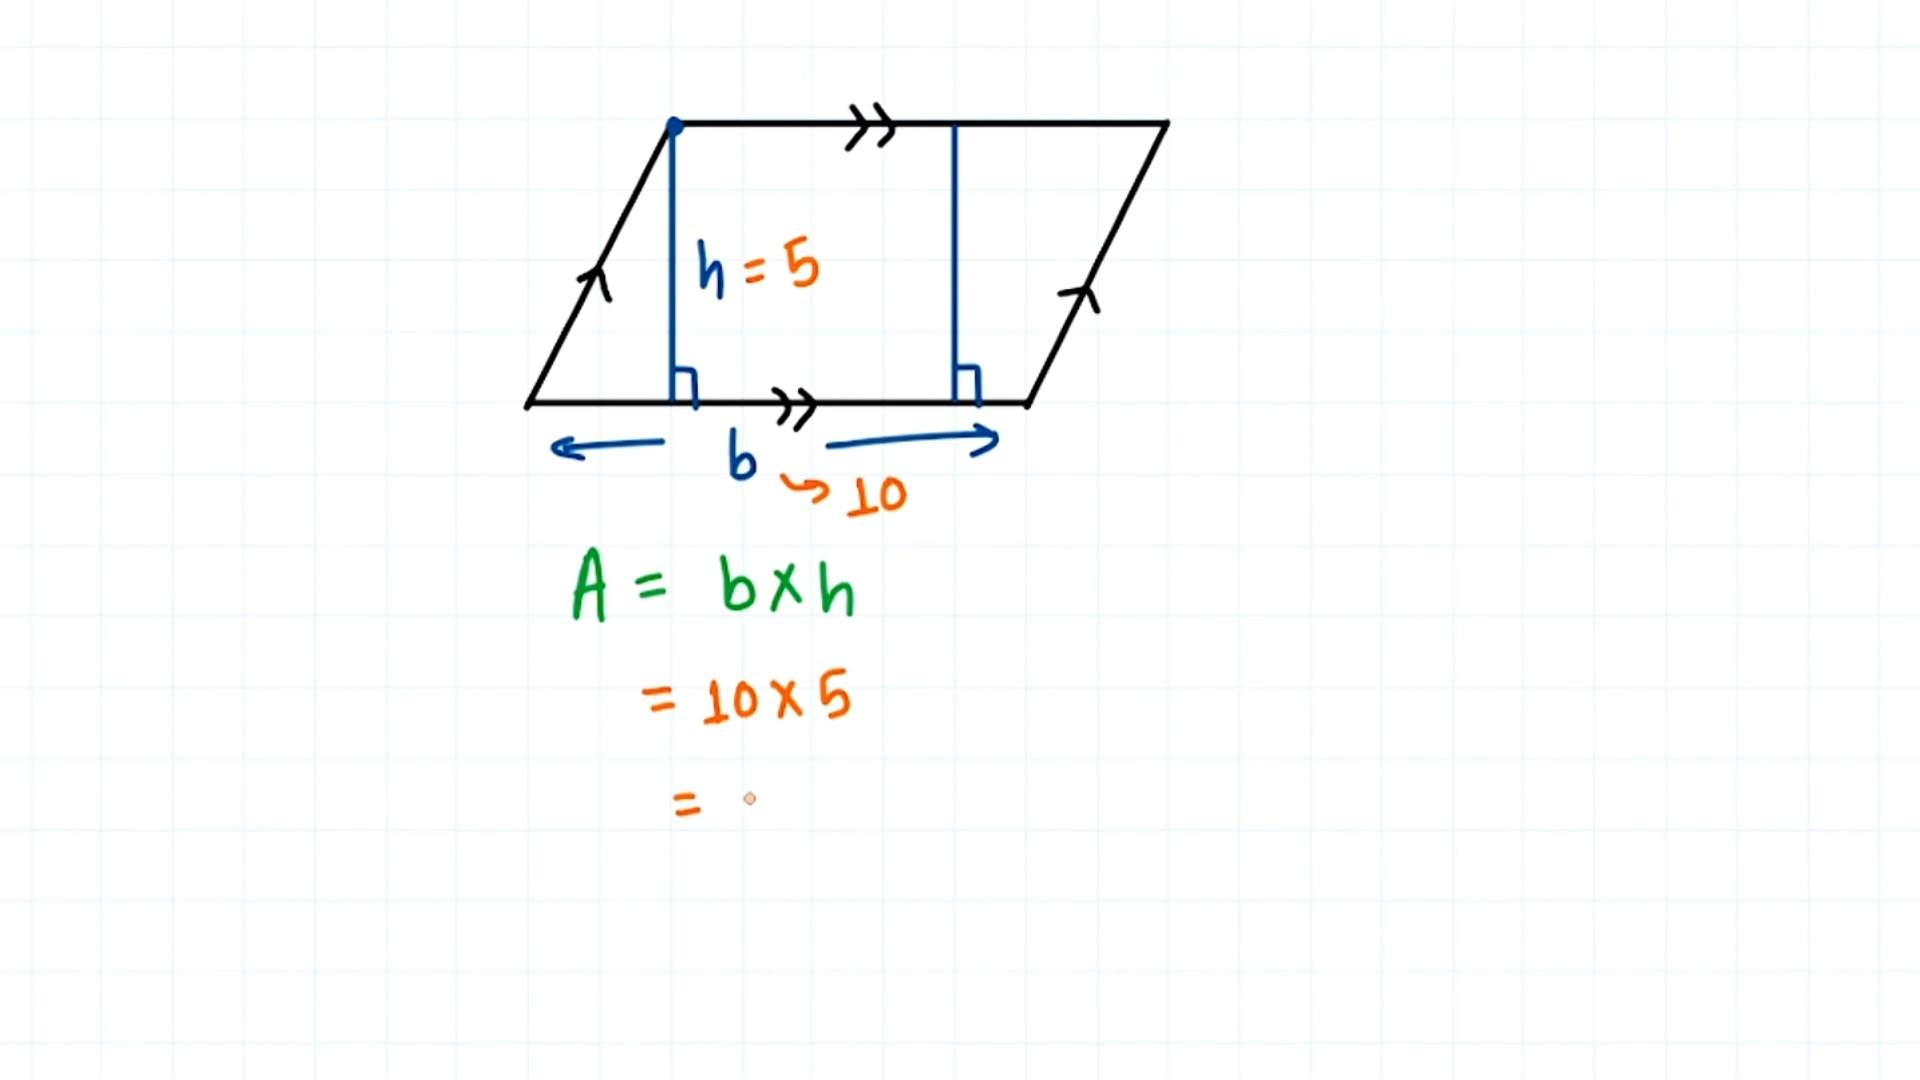 h = 5
b
10
A = b x h
= 10 x 5
=